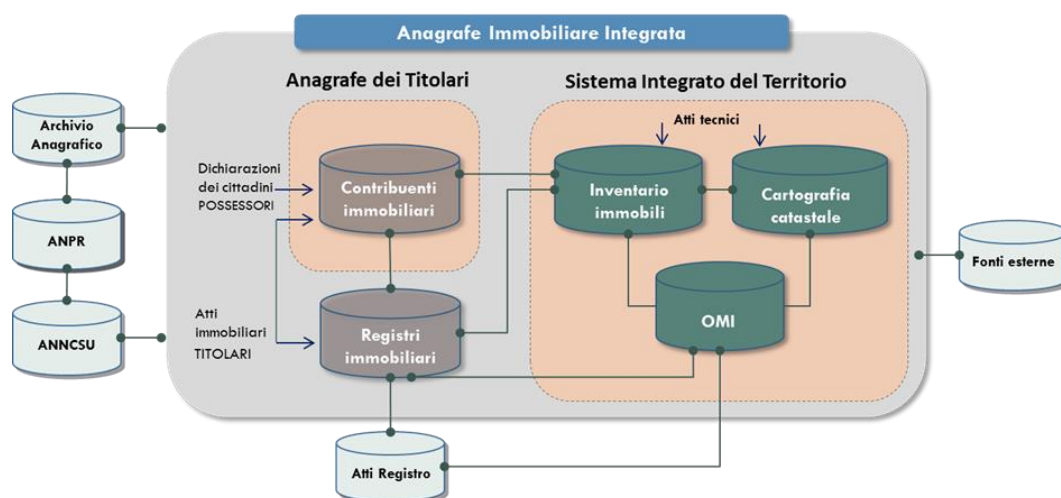 Anagrafe Immobiliare Integrata
Anagrafe dei Titolari
Sistema Integrato del Territorio
Archivio
Anagrafico
ANPR
ANNCSU
Dichiarazioni
dei cittadini
POSSESSORI
Contribuenti
immobiliari
Atti
immobiliari
TITOLARI
Registri
immobiliari
Atti tecnici
Inventario
immobili
Cartografia
catastale
OMI
Fonti esterne
Atti Registro